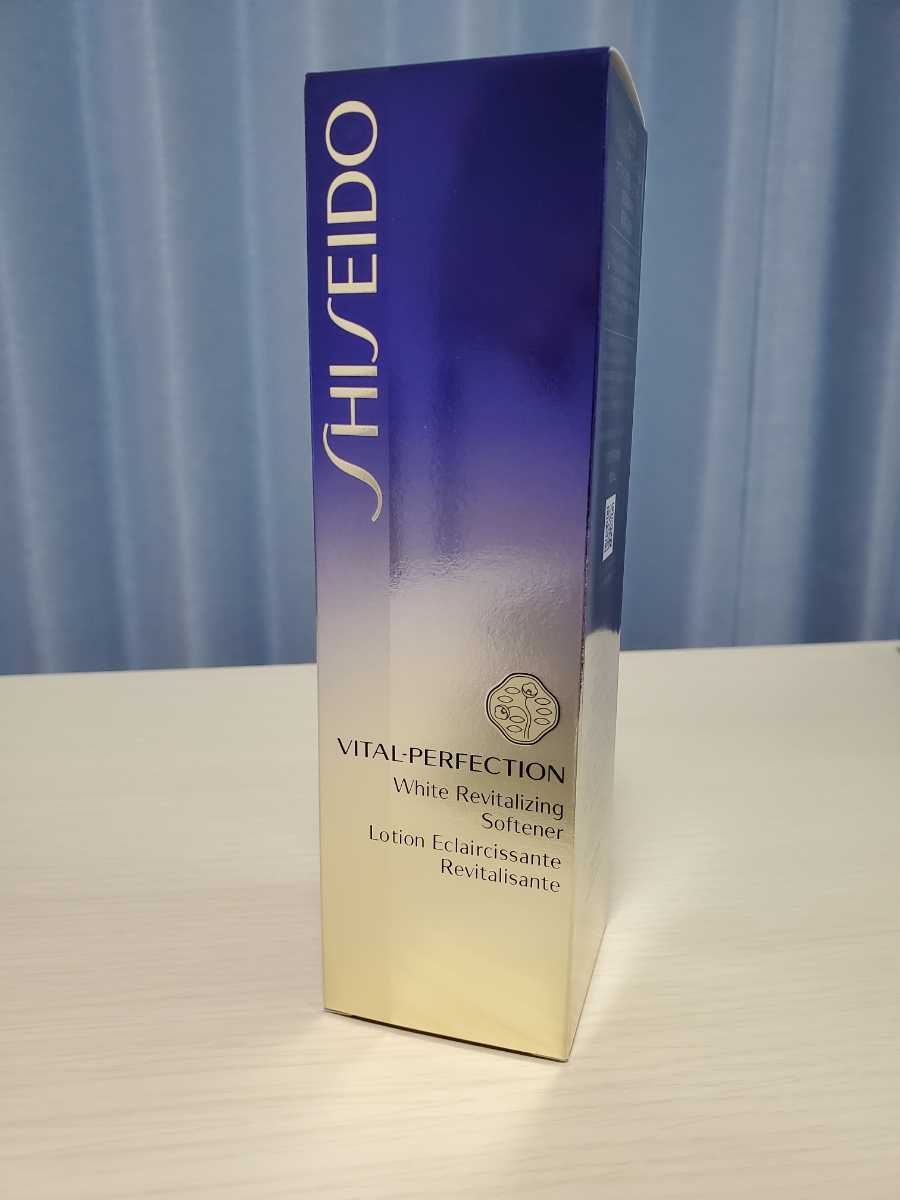 SHISEIDO
VITAL-PERFECTION
White Revitalizing
Softener
Lotion Eclaircissante
Revitalisante